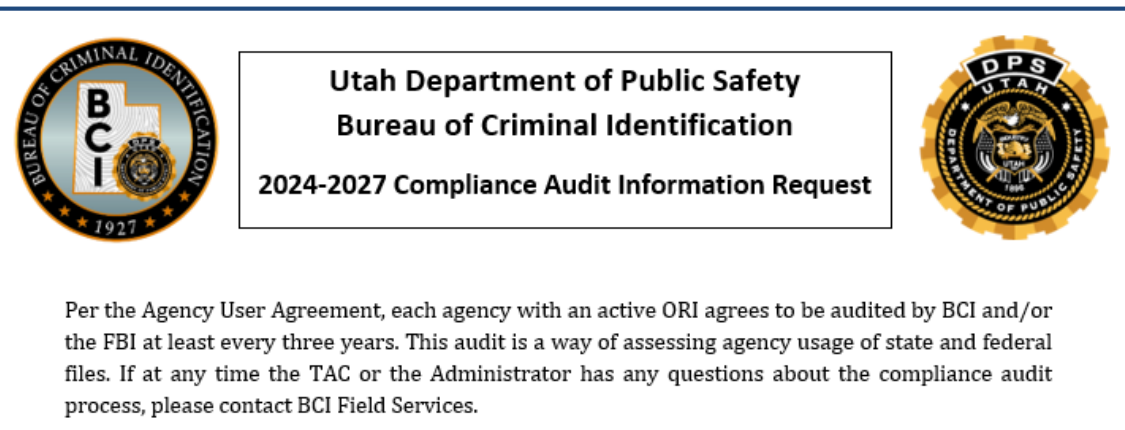 BUREAU OF CRIMINAL IDENTIFICATION
BCI
DPS
1927
Utah Department of Public Safety
Bureau of Criminal Identification
2024-2027 Compliance Audit Information Request
DPS
UTAH
DEPARTMENT OF PUBLIC SAFETY
INDUSTRY
UTAH
1896
Per the Agency User Agreement, each agency with an active ORI agrees to be audited by BCI and/or
the FBI at least every three years. This audit is a way of assessing agency usage of state and federal
files. If at any time the TAC or the Administrator has any questions about the compliance audit
process, please contact BCI Field Services.